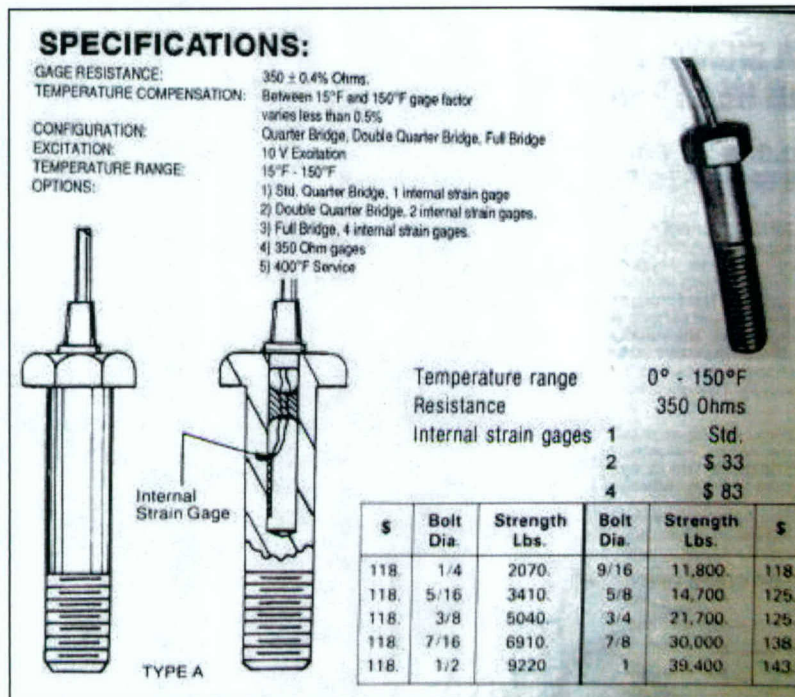 SPECIFICATIONS:
GAGE RESISTANCE: 350 ± 0.4% Ohms.
TEMPERATURE COMPENSATION: Between 15°F and 150°F gage factor
varies less than 0.5%
CONFIGURATION: Quarter Bridge, Double Quarter Bridge, Full Bridge
EXCITATION: 10 V Excitation
TEMPERATURE RANGE: 15°F - 150°F
OPTIONS: 1) Std. Quarter Bridge, 1 internal strain gage
2) Double Quarter Bridge, 2 internal strain gages.
3) Full Bridge, 4 internal strain gages.
4) 350 Ohm gages
5) 400°F Service
Temperature range 0° - 150°F
Resistance 350 Ohms
Internal strain gages 1 Std.
2 $ 33
4 $ 83
Internal
Strain Gage
TYPE A
$ Bolt Dia. Strength Lbs. Bolt Dia. Strength Lbs. $
118. 1/4 2070. 9/16 11,800. 118.
118. 5/16 3410. 5/8 14,700. 125.
118. 3/8 5040. 3/4 21,700. 125.
118. 7/16 6910. 7/8 30,000 138.
118. 1/2 9220 1 39,400 143.